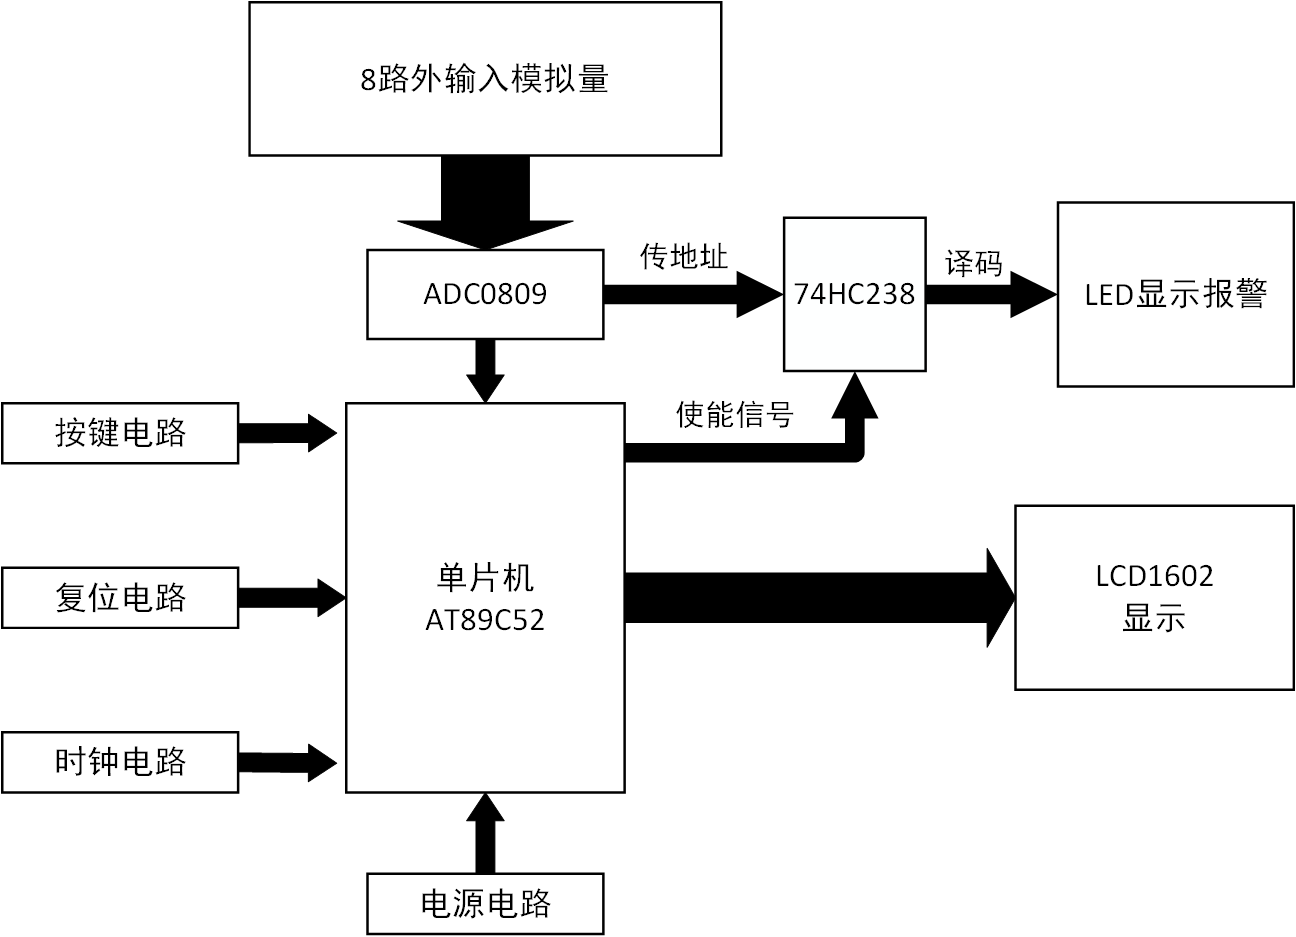 8路外输入模拟量
ADC0809
传地址
74HC238
译码
LED显示报警
按键电路
使能信号
复位电路
单片机
AT89C52
LCD1602
显示
时钟电路
电源电路